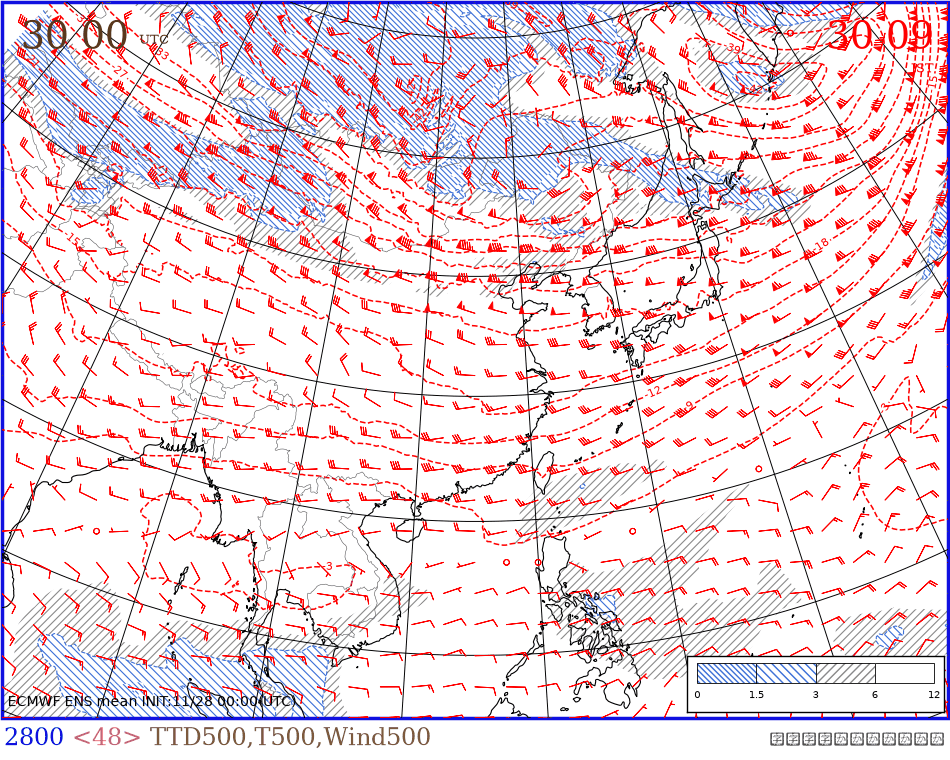 30 00 UTC
30.09
-33
-27
-39
-42
-18
-12
-9
-3
ECMWF ENS mean INIT:11/28 00:00(UTC)
0 1.5 3 6 12
2800 <48> TTD500,T500,Wind500